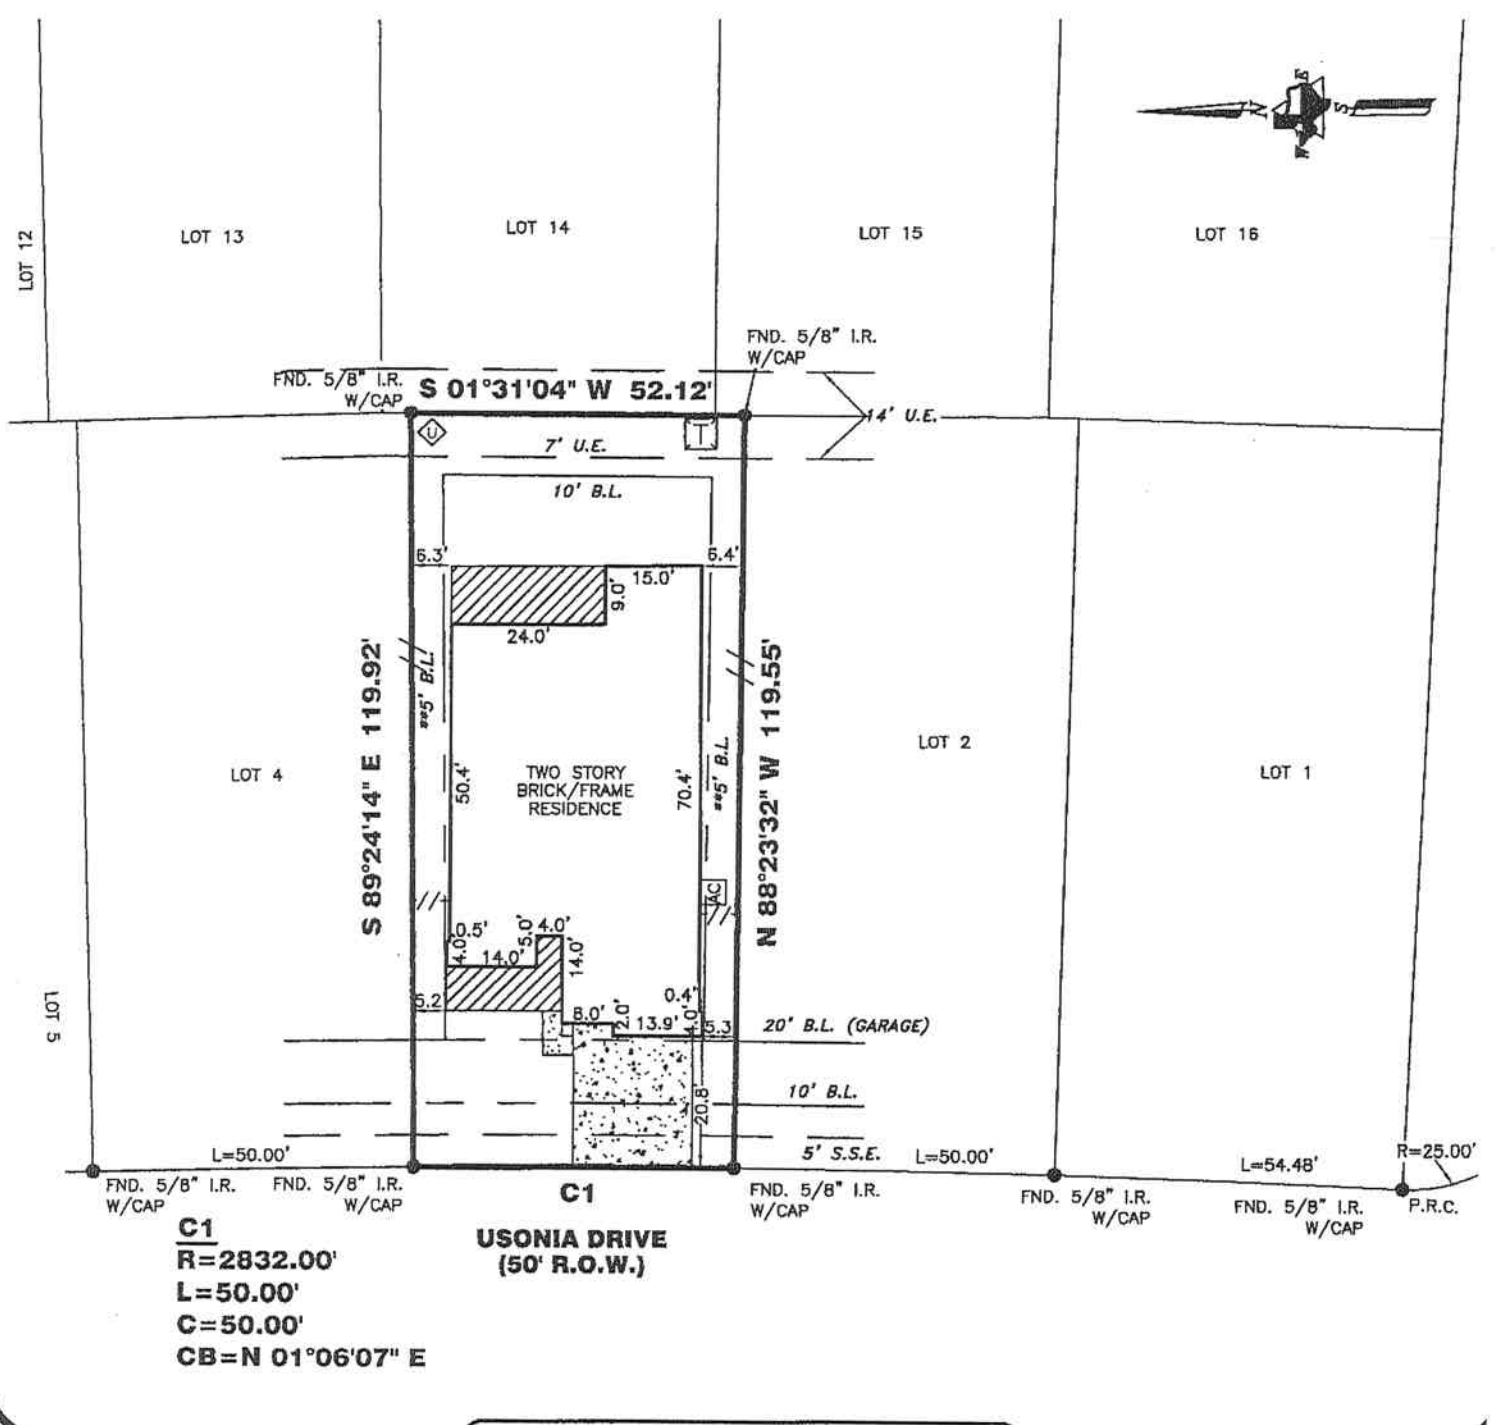 E
N
S
W
LOT 12
LOT 13
LOT 14
LOT 15
LOT 16
FND. 5/8" I.R.
W/CAP
FND. 5/8" I.R.
W/CAP
S 01°31'04" W 52.12'
14' U.E.
U
T
7' U.E.
10' B.L.
6.3'
6.4'
15.0'
9.0'
24.0'
S 89°24'14" E 119.92'
**5' B.L.
N 88°23'32" W 119.55'
**5' B.L.
LOT 4
LOT 2
LOT 1
TWO STORY
BRICK/FRAME
RESIDENCE
50.4'
70.4'
AC
0.5'
4.0'
5.0'
4.0'
14.0'
14.0'
5.2
LOT 5
8.0'
2.0'
13.9'
0.4'
4.0'
5.3
20' B.L. (GARAGE)
10' B.L.
20.8'
5' S.S.E.
L=50.00'
L=50.00'
L=54.48'
R=25.00'
FND. 5/8" I.R.
W/CAP
FND. 5/8" I.R.
W/CAP
C1
FND. 5/8" I.R.
W/CAP
FND. 5/8" I.R.
W/CAP
FND. 5/8" I.R.
W/CAP
P.R.C.
USONIA DRIVE
(50' R.O.W.)
C1
R=2832.00'
L=50.00'
C=50.00'
CB=N 01°06'07" E